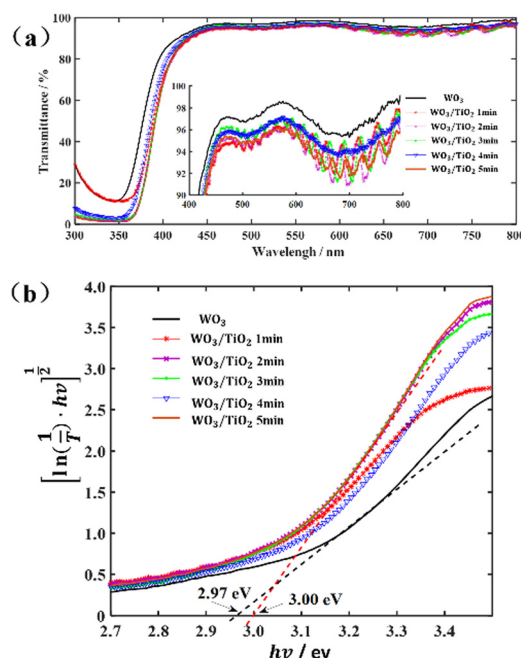 (a)
Transmittance / %
100
80
60
40
20
0
300 350 400 450 500 550 600 650 700 750 800
Wavelengh / nm
100
98
96
94
92
90
400 500 600 700 800
WO₃
WO₃/TiO₂ 1min
WO₃/TiO₂ 2min
WO₃/TiO₂ 3min
WO₃/TiO₂ 4min
WO₃/TiO₂ 5min
(b)
[ln(1/T) · hν]^1/2
4.0
3.5
3.0
2.5
2.0
1.5
1.0
0.5
0
WO₃
WO₃/TiO₂ 1min
WO₃/TiO₂ 2min
WO₃/TiO₂ 3min
WO₃/TiO₂ 4min
WO₃/TiO₂ 5min
2.97 eV
3.00 eV
2.7 2.8 2.9 3.0 3.1 3.2 3.3 3.4
hν / ev